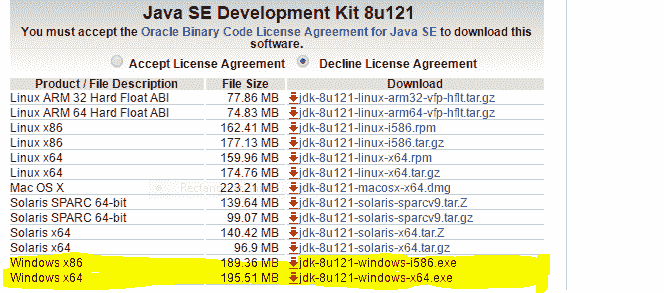 Java SE Development Kit 8u121
You must accept the Oracle Binary Code License Agreement for Java SE to download this
software.
Accept License Agreement Decline License Agreement
Product / File Description File Size Download
Linux ARM 32 Hard Float ABI 77.86 MB jdk-8u121-linux-arm32-vfp-hflt.tar.gz
Linux ARM 64 Hard Float ABI 74.83 MB jdk-8u121-linux-arm64-vfp-hflt.tar.gz
Linux x86 162.41 MB jdk-8u121-linux-i586.rpm
Linux x86 177.13 MB jdk-8u121-linux-i586.tar.gz
Linux x64 159.96 MB jdk-8u121-linux-x64.rpm
Linux x64 174.76 MB jdk-8u121-linux-x64.tar.gz
Mac OS X 223.21 MB jdk-8u121-macosx-x64.dmg
Solaris SPARC 64-bit 139.64 MB jdk-8u121-solaris-sparcv9.tar.Z
Solaris SPARC 64-bit 99.07 MB jdk-8u121-solaris-sparcv9.tar.gz
Solaris x64 140.42 MB jdk-8u121-solaris-x64.tar.Z
Solaris x64 96.9 MB jdk-8u121-solaris-x64.tar.gz
Windows x86 189.36 MB jdk-8u121-windows-i586.exe
Windows x64 195.51 MB jdk-8u121-windows-x64.exe